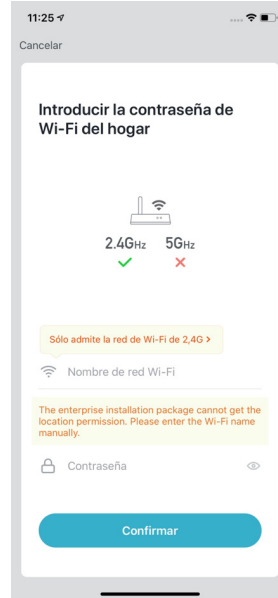 11:25
Cancelar
Introducir la contraseña de
Wi-Fi del hogar
2.4GHz 5GHz
Sólo admite la red de Wi-Fi de 2,4G >
Nombre de red Wi-Fi
The enterprise installation package cannot get the
location permission. Please enter the Wi-Fi name
manually.
Contraseña
Confirmar